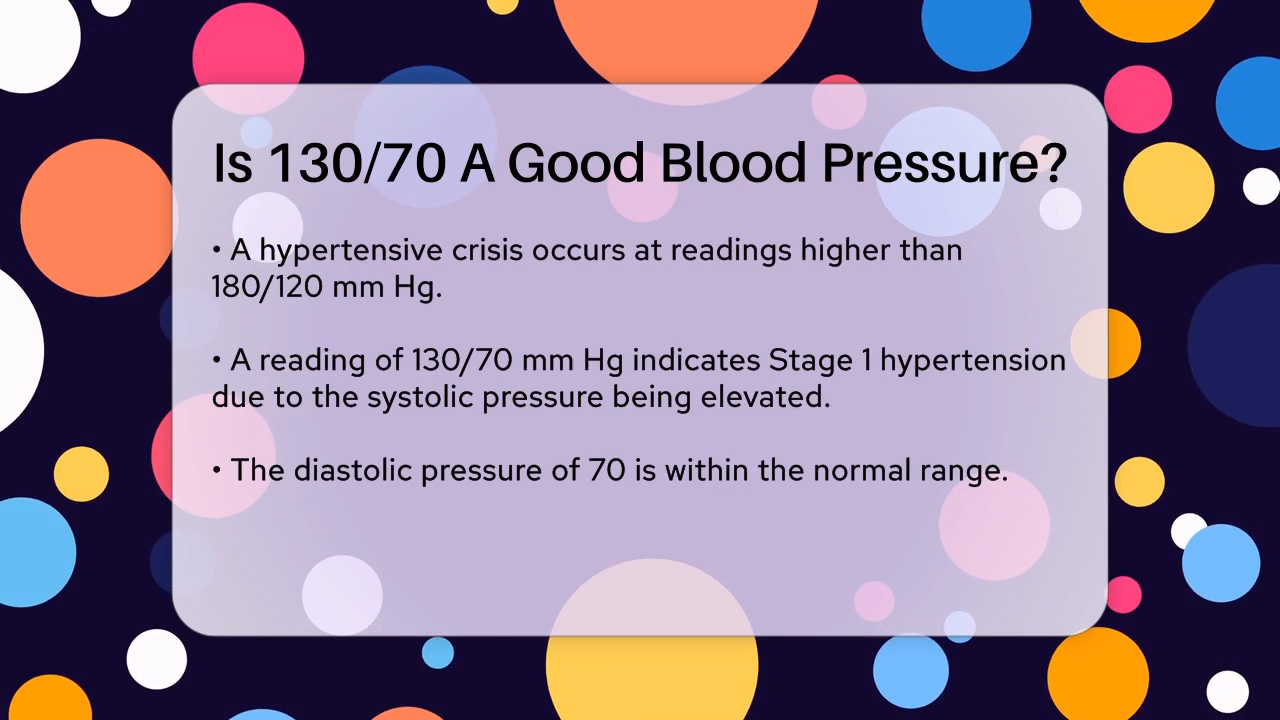 Is 130/70 A Good Blood Pressure?
• A hypertensive crisis occurs at readings higher than
180/120 mm Hg.
• A reading of 130/70 mm Hg indicates Stage 1 hypertension
due to the systolic pressure being elevated.
• The diastolic pressure of 70 is within the normal range.